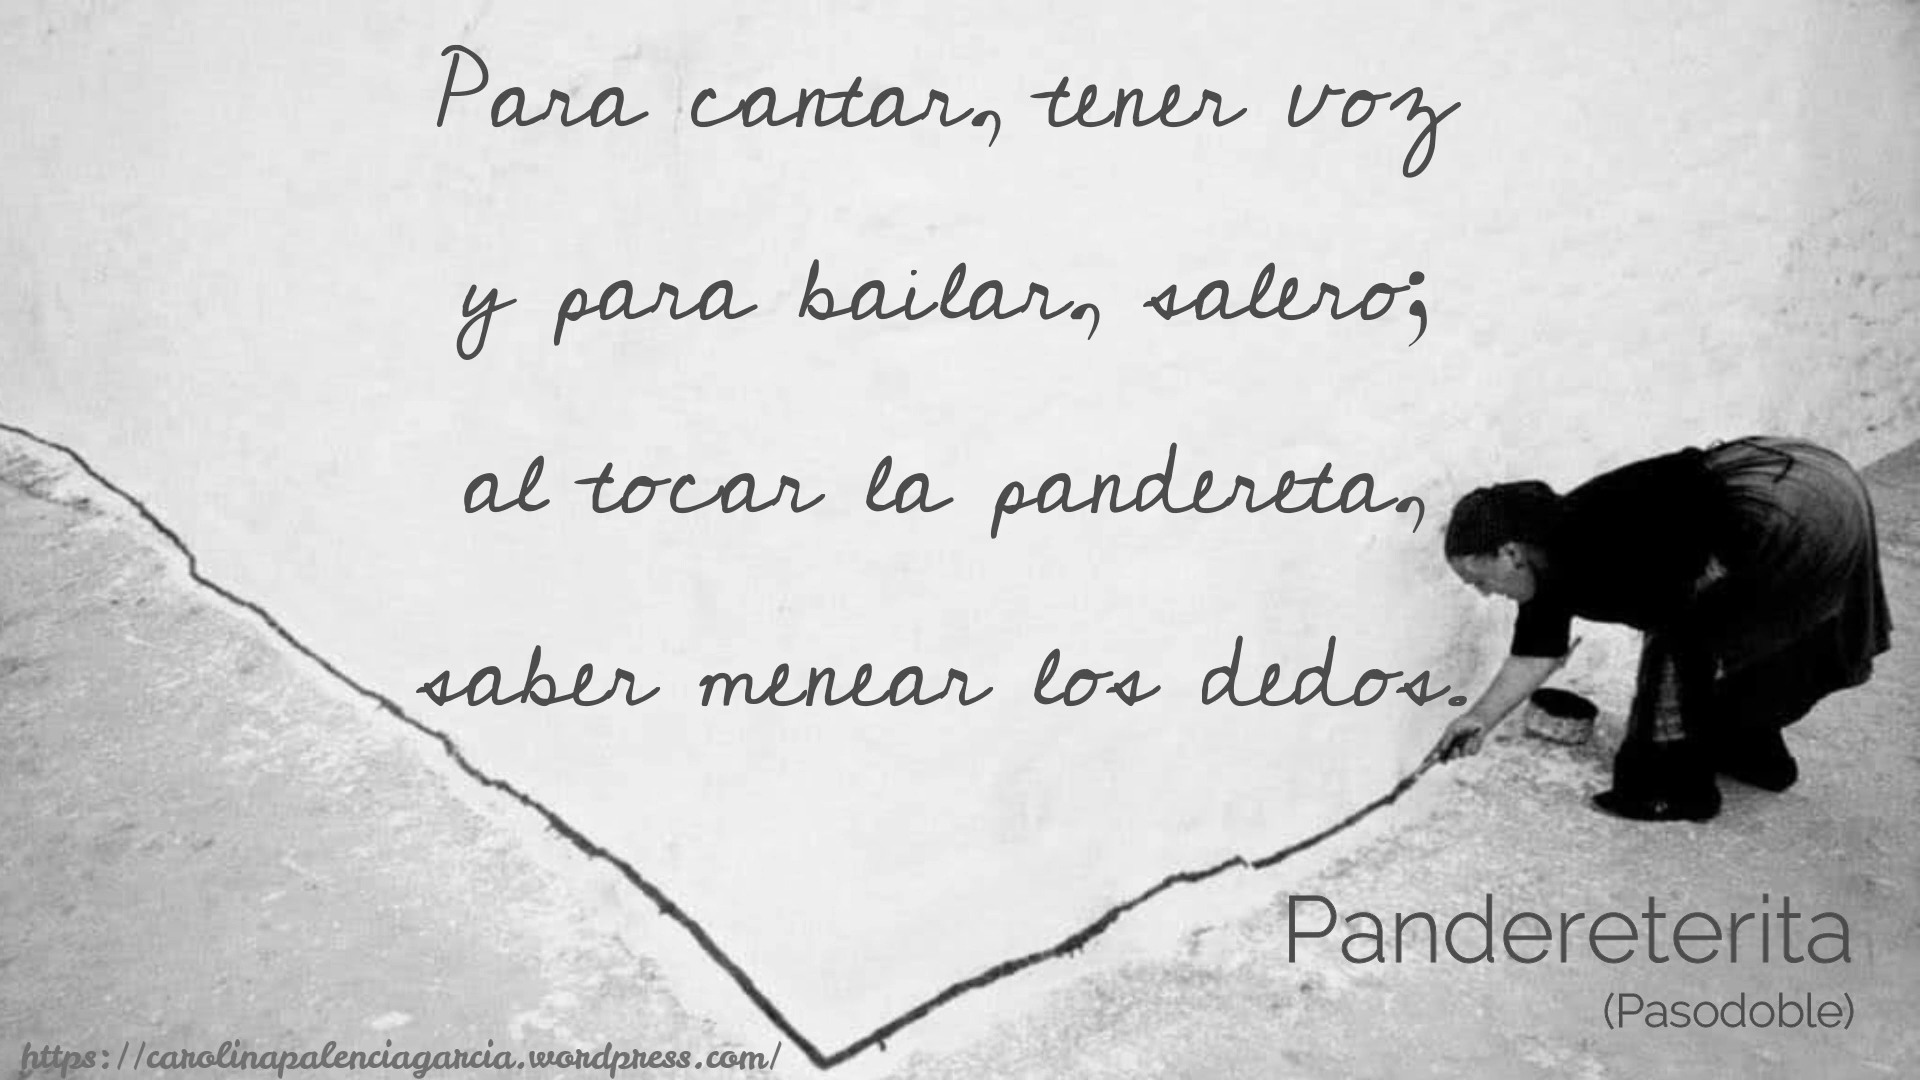 Para cantar, tener voz
y para bailar, salero;
al tocar la pandereta,
saber menear los dedos.
Pandereterita
(Pasodoble)
https://carolinapalenciagarcia.wordpress.com/